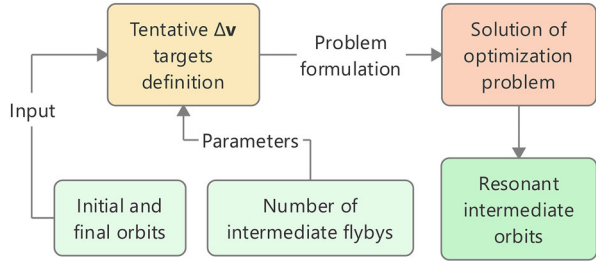 Tentative Δv
targets
definition
Problem
formulation
Solution of
optimization
problem
Input
Parameters
Initial and
final orbits
Number of
intermediate flybys
Resonant
intermediate
orbits